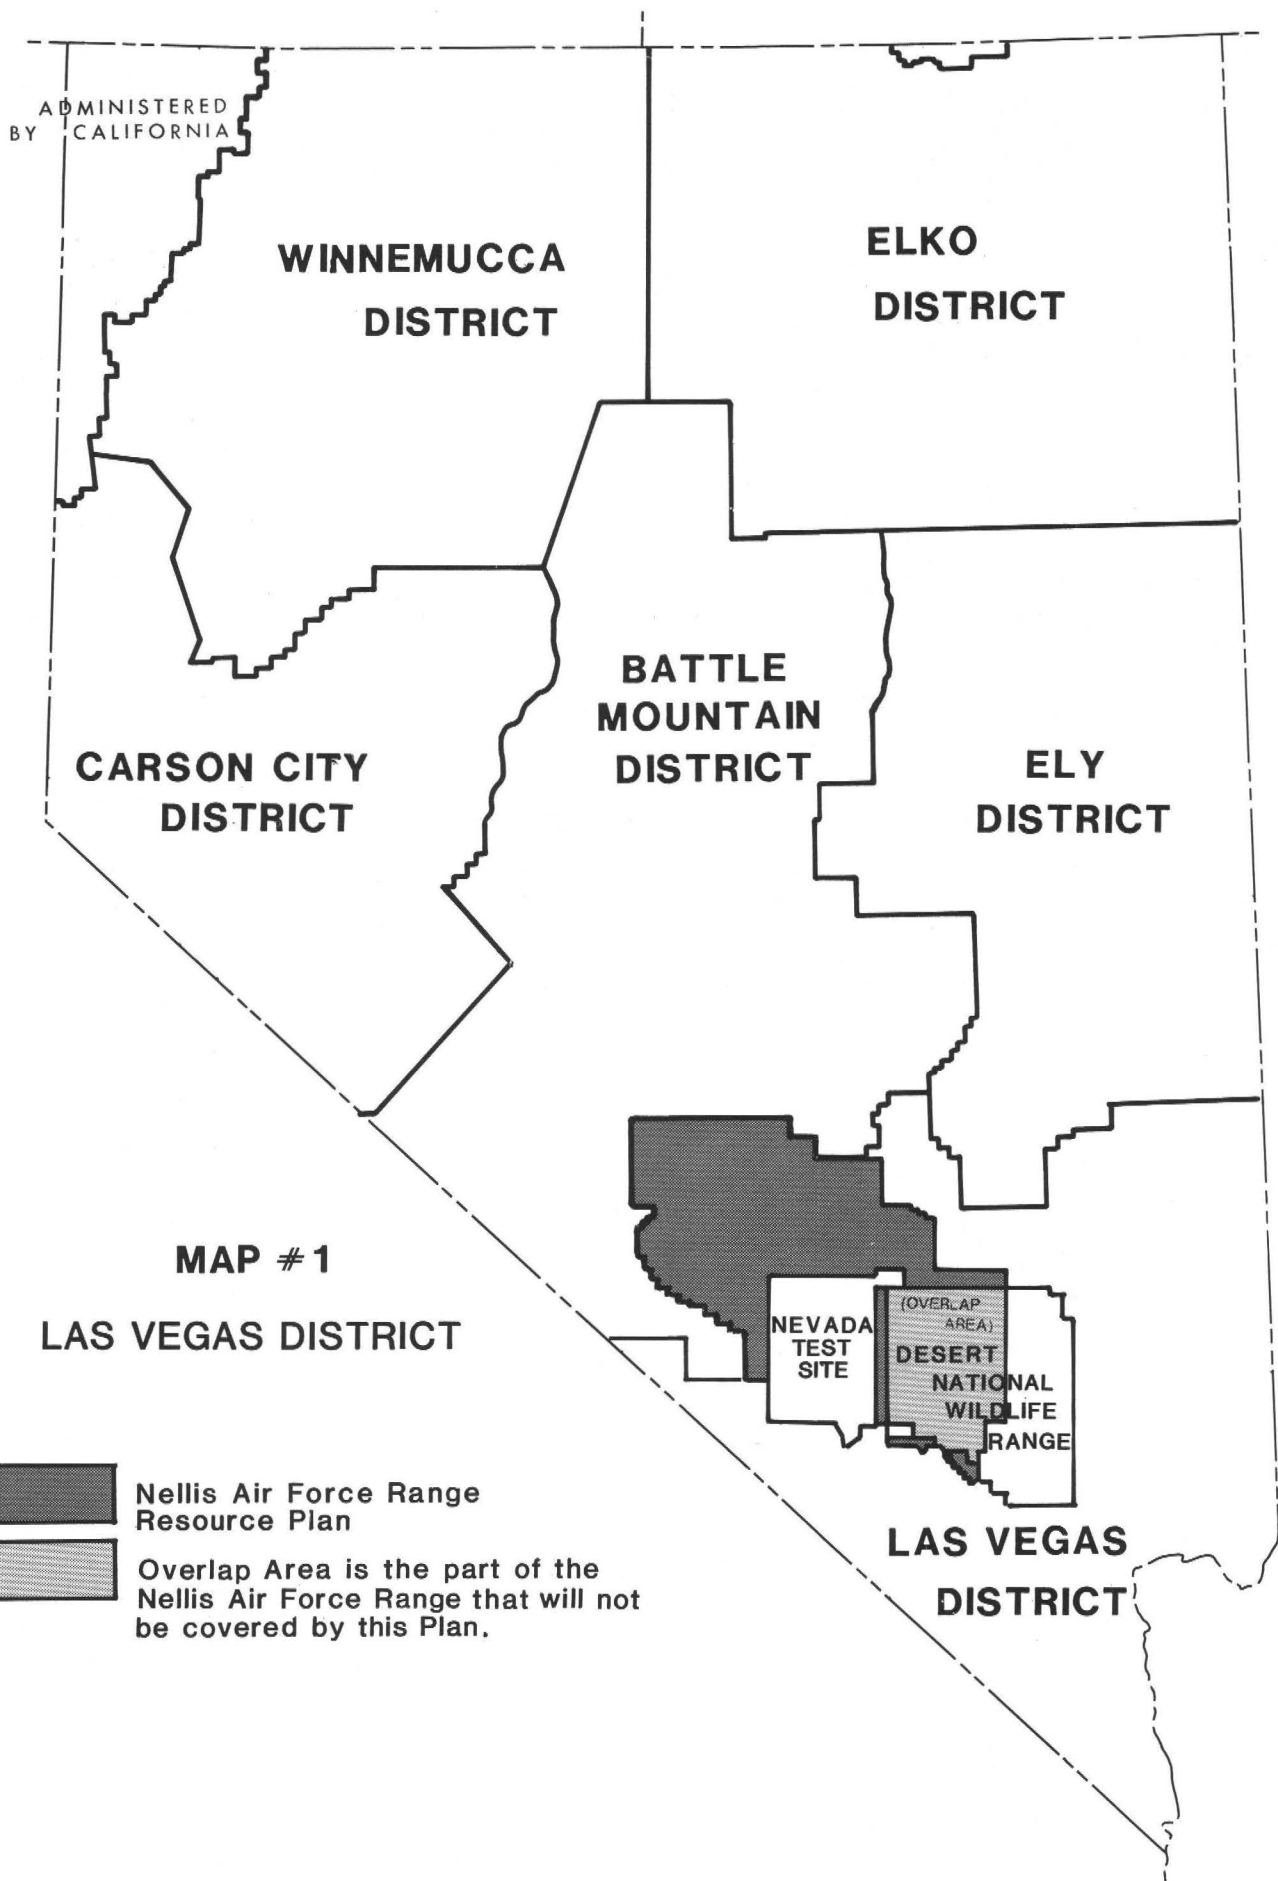 ADMINISTERED
BY CALIFORNIA
WINNEMUCCA
DISTRICT
ELKO
DISTRICT
BATTLE
MOUNTAIN
DISTRICT
CARSON CITY
DISTRICT
ELY
DISTRICT
MAP #1
LAS VEGAS DISTRICT
NEVADA
TEST
SITE
(OVERLAP
AREA)
DESERT
NATIONAL
WILDLIFE
RANGE
Nellis Air Force Range
Resource Plan
Overlap Area is the part of the
Nellis Air Force Range that will not
be covered by this Plan.
LAS VEGAS
DISTRICT